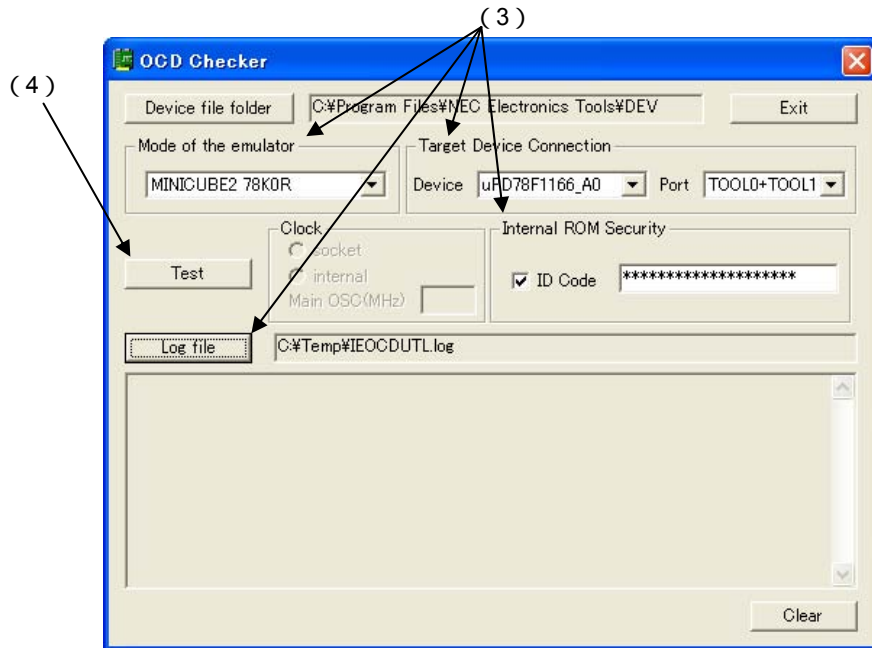 (3)
OCD Checker
(4)
Device file folder C:¥Program Files¥NEC Electronics Tools¥DEV Exit
Mode of the emulator Target Device Connection
MINICUBE2 78K0R Device uPD78F1166_A0 Port TOOL0+TOOL1
Clock Internal ROM Security
socket
Test internal ID Code *******************
Main OSC(MHz)
Log file C:¥Temp¥IEOCDUTL.log
Clear